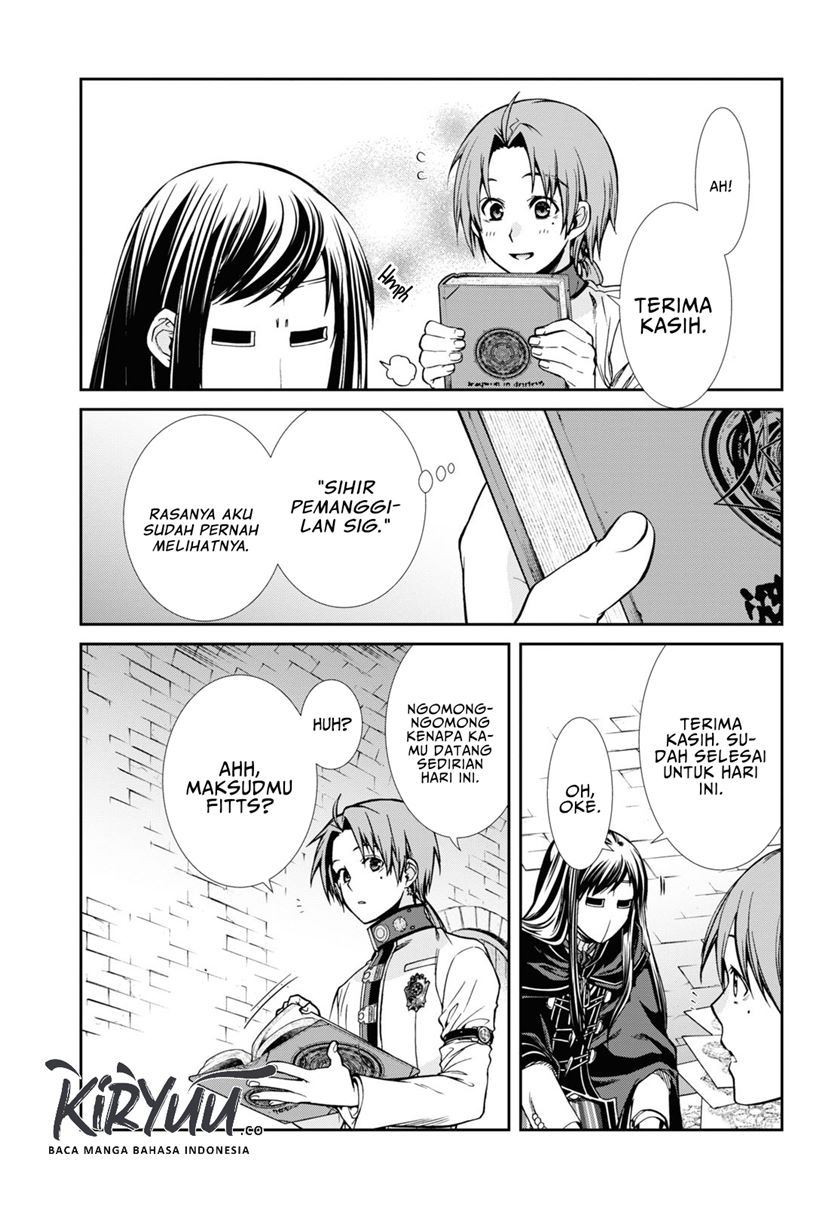 AH!
TERIMA
KASIH.
Hmph
"SIHIR
PEMANGGI-
LAN SIG."
RASANYA AKU
SUDAH PERNAH
MELIHATNYA.
TERIMA
KASIH. SU-
DAH SELESAI
UNTUK HARI
INI.
OH,
OKE.
NGOMONG-
NGOMONG
KENAPA KA-
MU DATANG
SEDIRIAN
HARI INI.
HUH?
AHH,
MAKSUDMU
FITTS?
KIRYUU.CO
BACA MANGA BAHASA INDONESIA